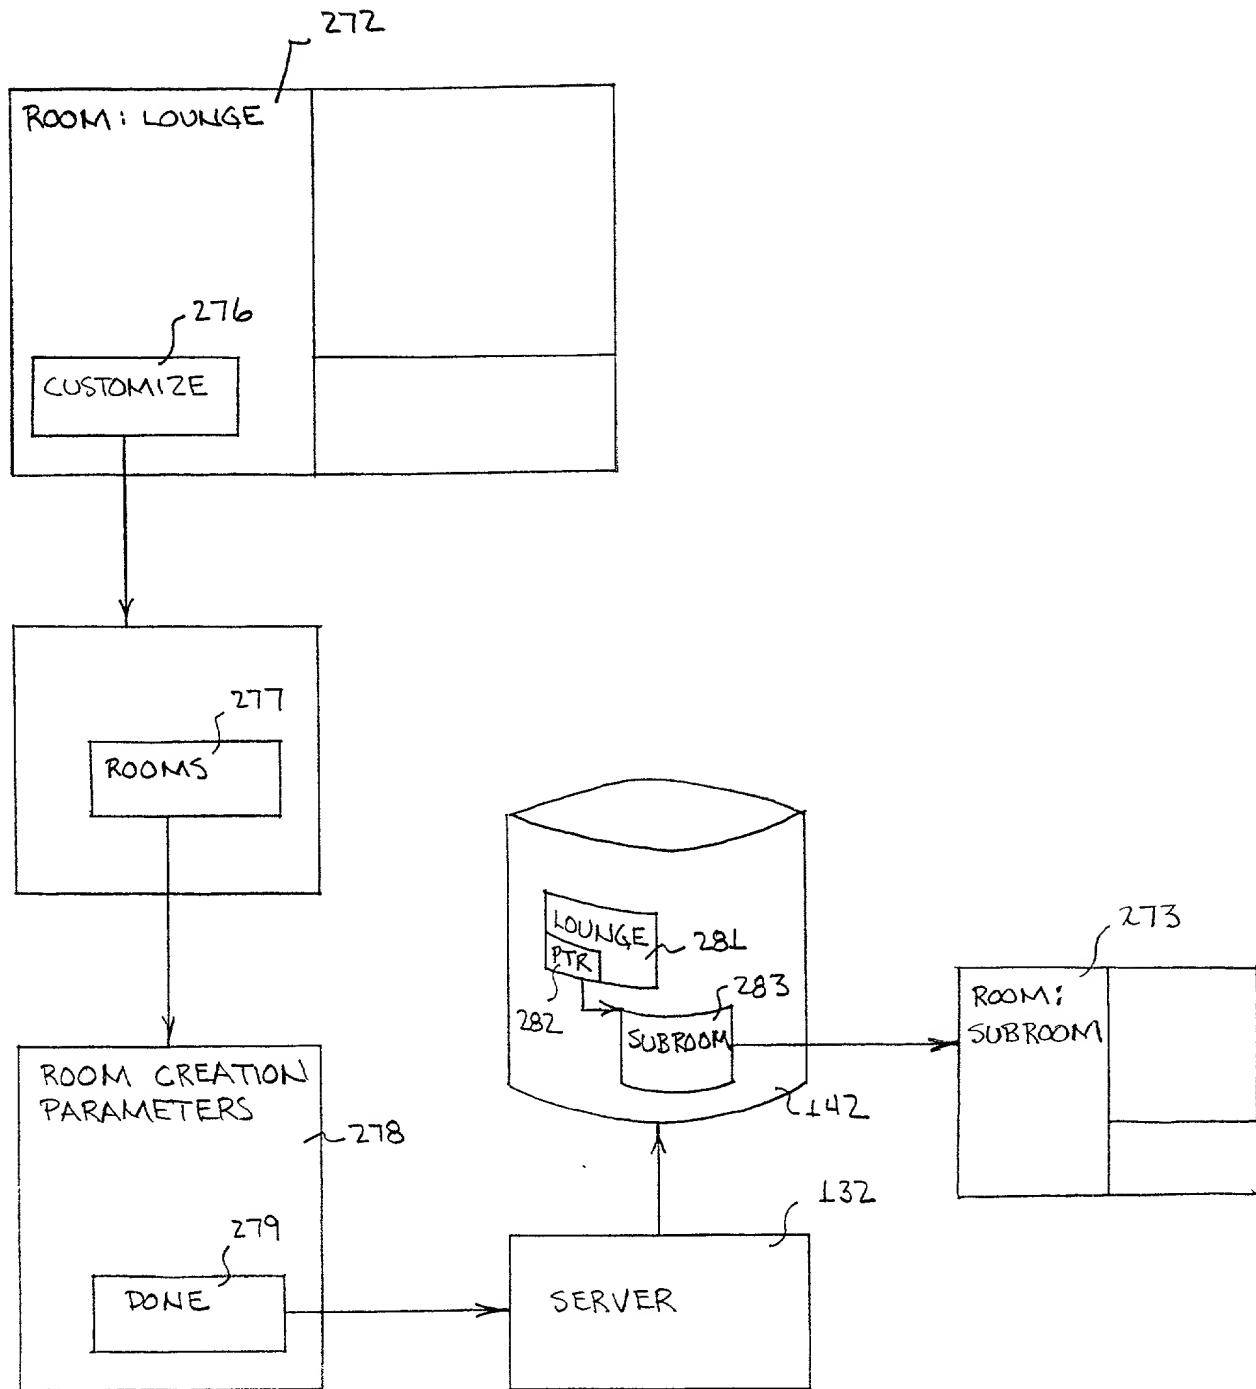 272
ROOM: LOUNGE
276
CUSTOMIZE
277
ROOMS
LOUNGE
281
PTR
282
283
SUBROOM
142
273
ROOM:
SUBROOM
ROOM CREATION
PARAMETERS
278
279
DONE
132
SERVER